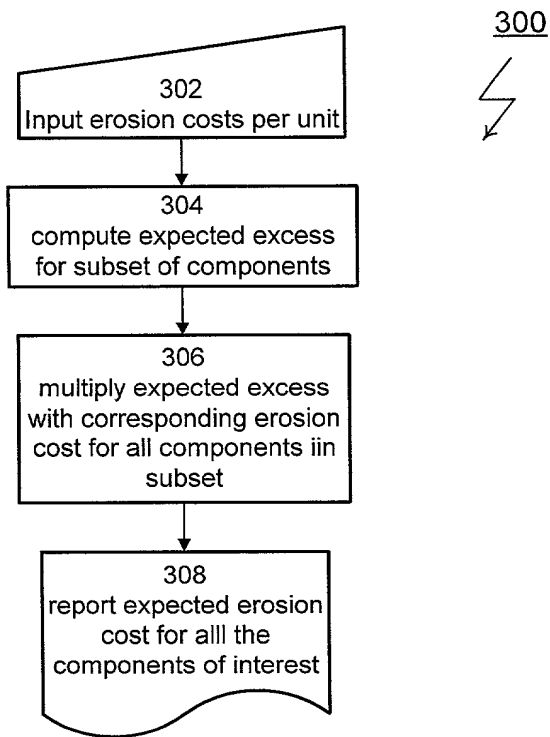 300
302
Input erosion costs per unit
304
compute expected excess
for subset of components
306
multiply expected excess
with corresponding erosion
cost for all components iin
subset
308
report expected erosion
cost for alll the
components of interest